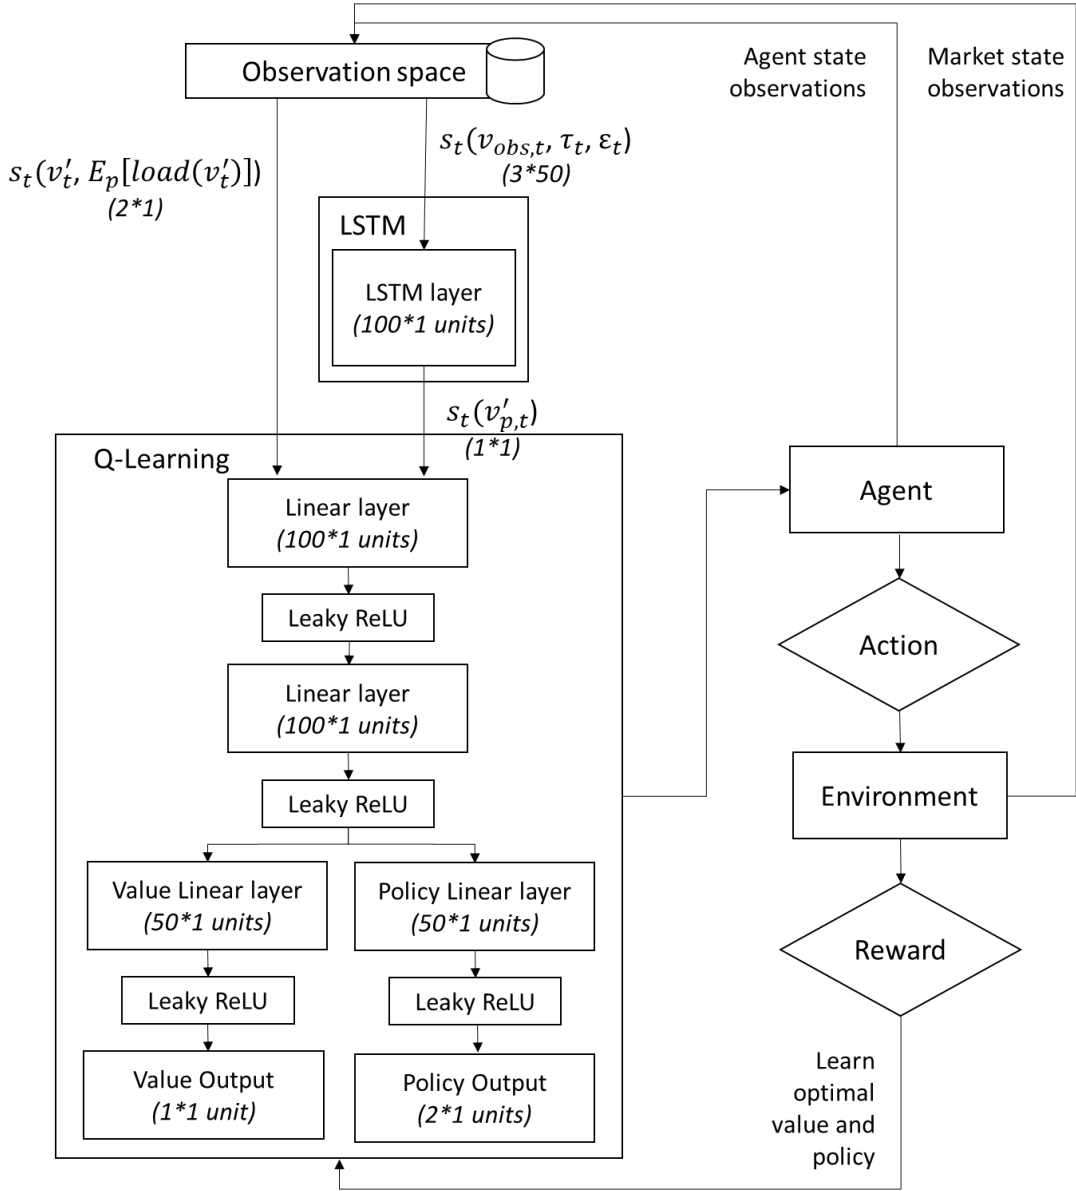 Observation space
Agent state
observations
Market state
observations
s_t(v'_t, E_p[load(v'_t)])
(2*1)
s_t(v_{obs,t}, τ_t, ε_t)
(3*50)
LSTM
LSTM layer
(100*1 units)
s_t(v'_{p,t})
(1*1)
Q-Learning
Linear layer
(100*1 units)
Leaky ReLU
Linear layer
(100*1 units)
Leaky ReLU
Value Linear layer
(50*1 units)
Policy Linear layer
(50*1 units)
Leaky ReLU
Leaky ReLU
Value Output
(1*1 unit)
Policy Output
(2*1 units)
Agent
Action
Environment
Reward
Learn
optimal
value and
policy